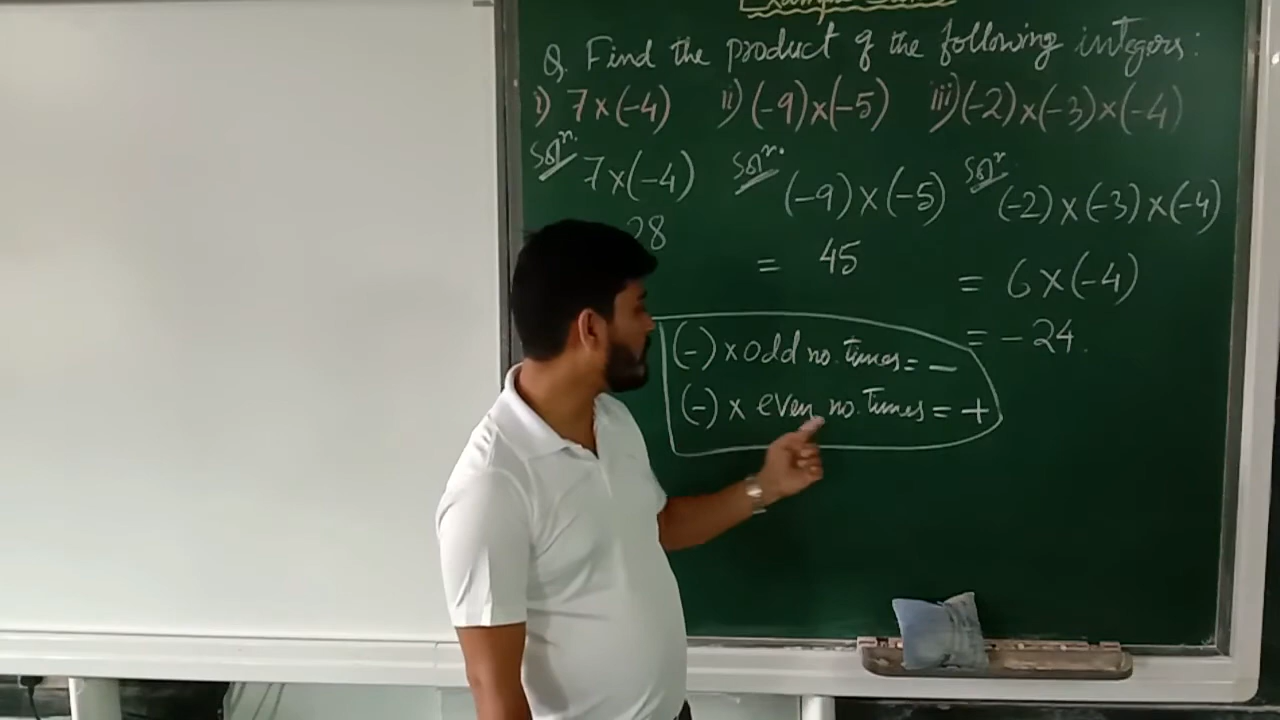 Q. Find the product of the following integers:
i) 7×(-4) ii) (-9)×(-5) iii) (-2)×(-3)×(-4)
Solⁿ. Solⁿ. Solⁿ
7×(-4) (-9)×(-5) (-2)×(-3)×(-4)
28 = 45 = 6×(-4)
= -24.
(-) × odd no. times = -
(-) × even no. times = +